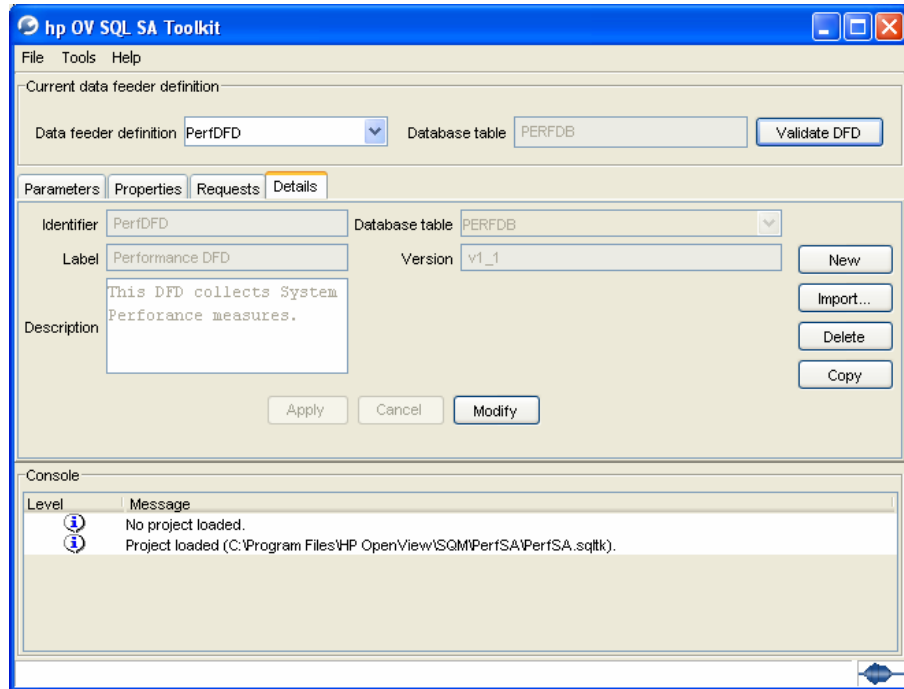 hp OV SQL SA Toolkit
File Tools Help
Current data feeder definition
Data feeder definition PerfDFD Database table PERFDB Validate DFD
Parameters Properties Requests Details
Identifier PerfDFD Database table PERFDB
Label Performance DFD Version v1_1 New
This DFD collects System
Perforance measures.
Description
Import...
Delete
Copy
Apply Cancel Modify
Console
Level Message
No project loaded.
Project loaded (C:\Program Files\HP OpenView\SQM\PerfSA\PerfSA.sqltk).